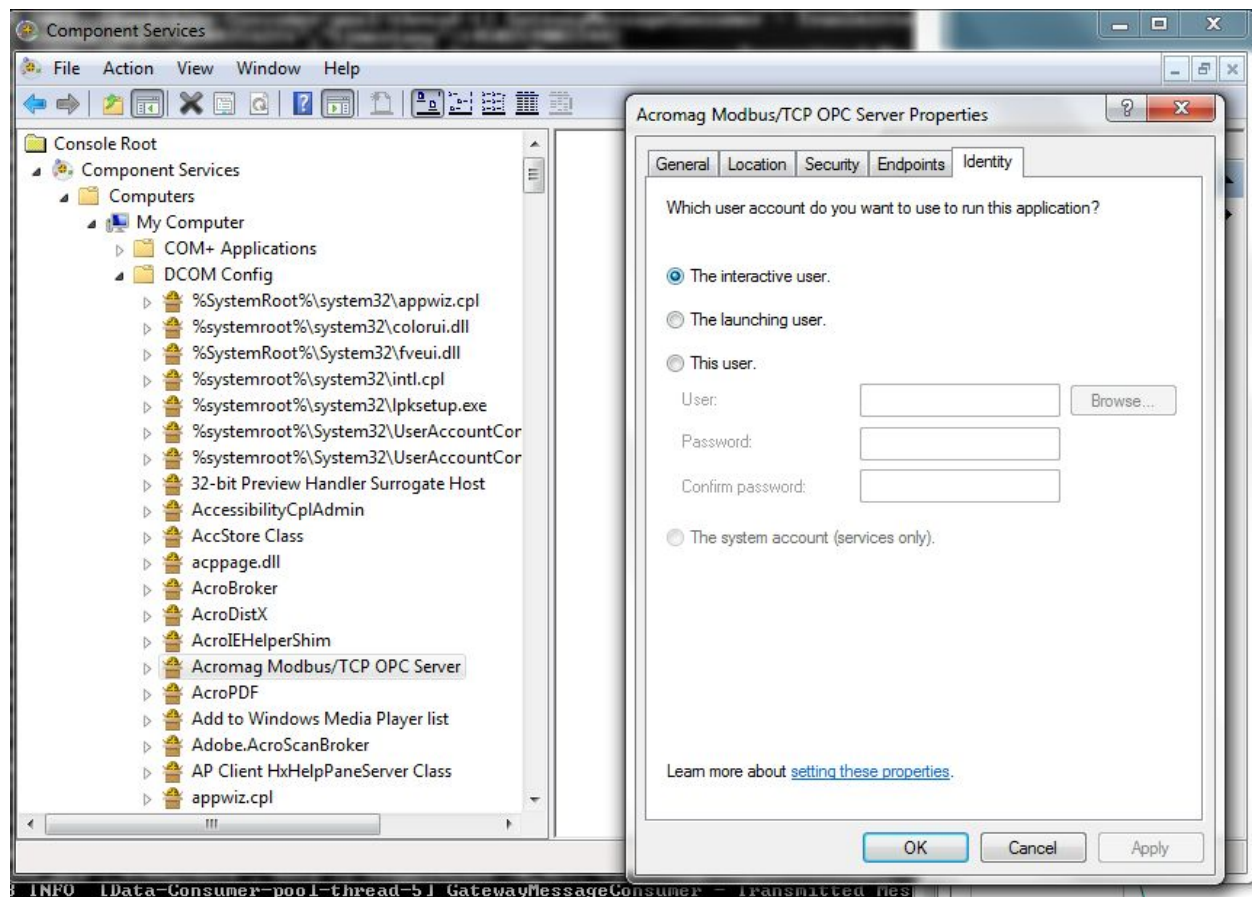 Component Services
File Action View Window Help
Console Root
Component Services
Computers
My Computer
COM+ Applications
DCOM Config
%SystemRoot%\system32\appwiz.cpl
%systemroot%\system32\colorui.dll
%SystemRoot%\System32\fveui.dll
%systemroot%\system32\intl.cpl
%systemroot%\system32\lpksetup.exe
%systemroot%\System32\UserAccountCor
%systemroot%\System32\UserAccountCor
32-bit Preview Handler Surrogate Host
AccessibilityCplAdmin
AccStore Class
acppage.dll
AcroBroker
AcroDistX
AcroIEHelperShim
Acromag Modbus/TCP OPC Server
AcroPDF
Add to Windows Media Player list
Adobe.AcroScanBroker
AP Client HxHelpPaneServer Class
appwiz.cpl
Acromag Modbus/TCP OPC Server Properties
General Location Security Endpoints Identity
Which user account do you want to use to run this application?
The interactive user.
The launching user.
This user.
User:
Browse...
Password:
Confirm password:
The system account (services only).
Learn more about setting these properties.
OK Cancel Apply
INFO [Data-Consumer-pool-thread-5] GatewayMessageConsumer - Transmitted Mes